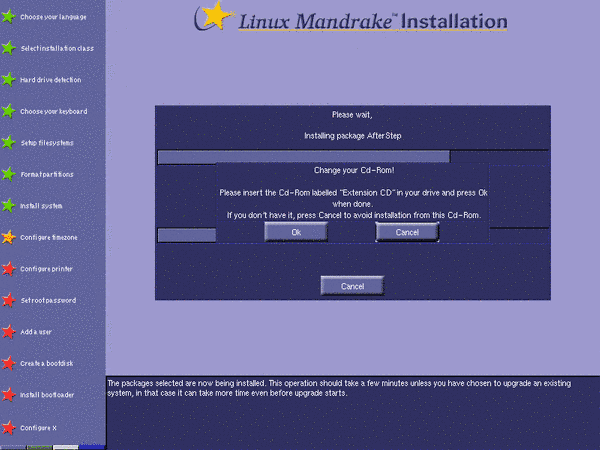 Linux Mandrake™ Installation
Choose your language
Select installation class
Hard drive detection
Choose your keyboard
Setup filesystems
Format partitions
Install system
Configure timezone
Configure printer
Set root password
Add a user
Create a bootdisk
Install bootloader
Configure X
Please wait,
Installing package AfterStep
Change your Cd-Rom!
Please insert the Cd-Rom labelled "Extension CD" in your drive and press Ok
when done.
If you don't have it, press Cancel to avoid installation from this Cd-Rom.
Ok
Cancel
Cancel
The packages selected are now being installed. This operation should take a few minutes unless you have chosen to upgrade an existing
system, in that case it can take more time even before upgrade starts.